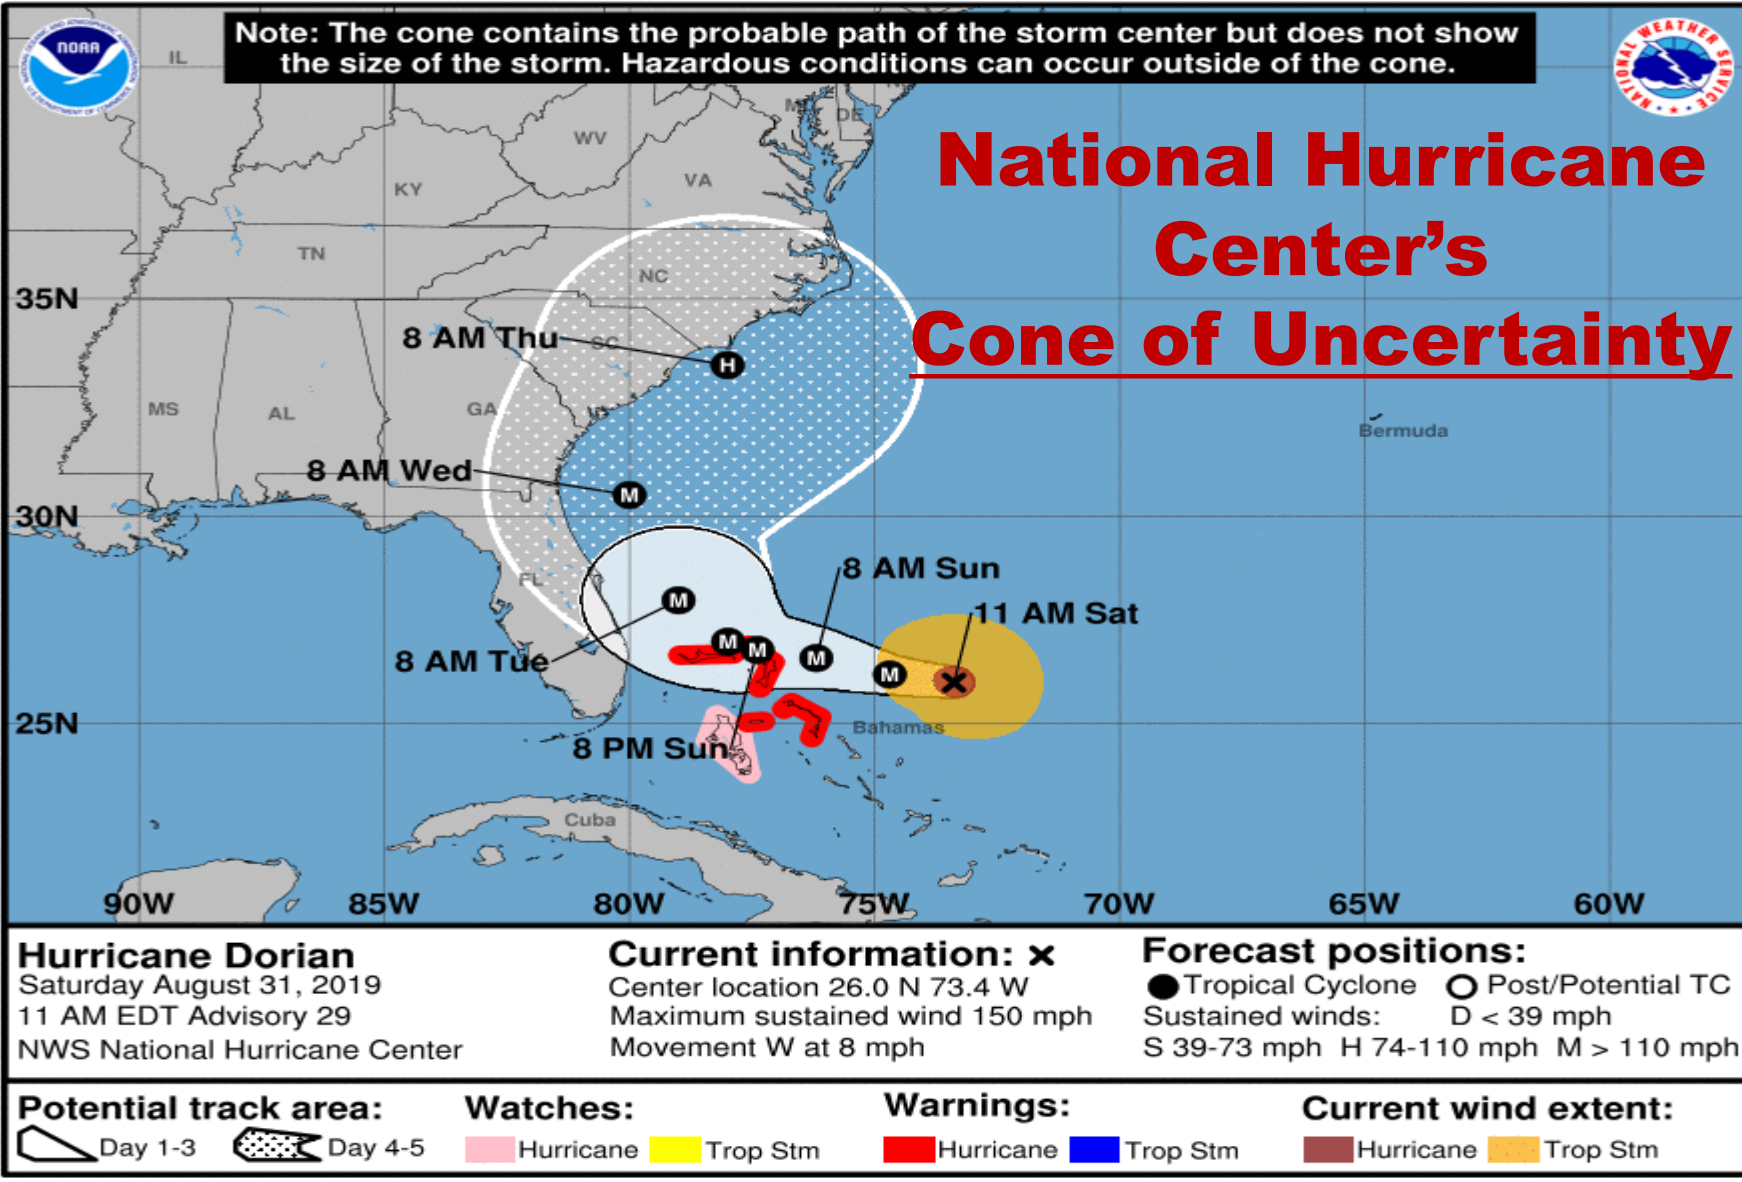 Note: The cone contains the probable path of the storm center but does not show
the size of the storm. Hazardous conditions can occur outside of the cone.
NOAA
NATIONAL WEATHER SERVICE
National Hurricane
Center's
Cone of Uncertainty
IL
WV
DE
KY
VA
TN
NC
35N
8 AM Thu
SC
H
MS
AL
GA
Bermuda
8 AM Wed
M
30N
8 AM Sun
FL
M
11 AM Sat
M
M
M
8 AM Tue
M
25N
Bahamas
8 PM Sun
Cuba
90W
85W
80W
75W
70W
65W
60W
Hurricane Dorian
Saturday August 31, 2019
11 AM EDT Advisory 29
NWS National Hurricane Center
Current information: ×
Center location 26.0 N 73.4 W
Maximum sustained wind 150 mph
Movement W at 8 mph
Forecast positions:
Tropical Cyclone Post/Potential TC
Sustained winds: D < 39 mph
S 39-73 mph H 74-110 mph M > 110 mph
Potential track area:
Day 1-3 Day 4-5
Watches:
Hurricane Trop Stm
Warnings:
Hurricane Trop Stm
Current wind extent:
Hurricane Trop Stm